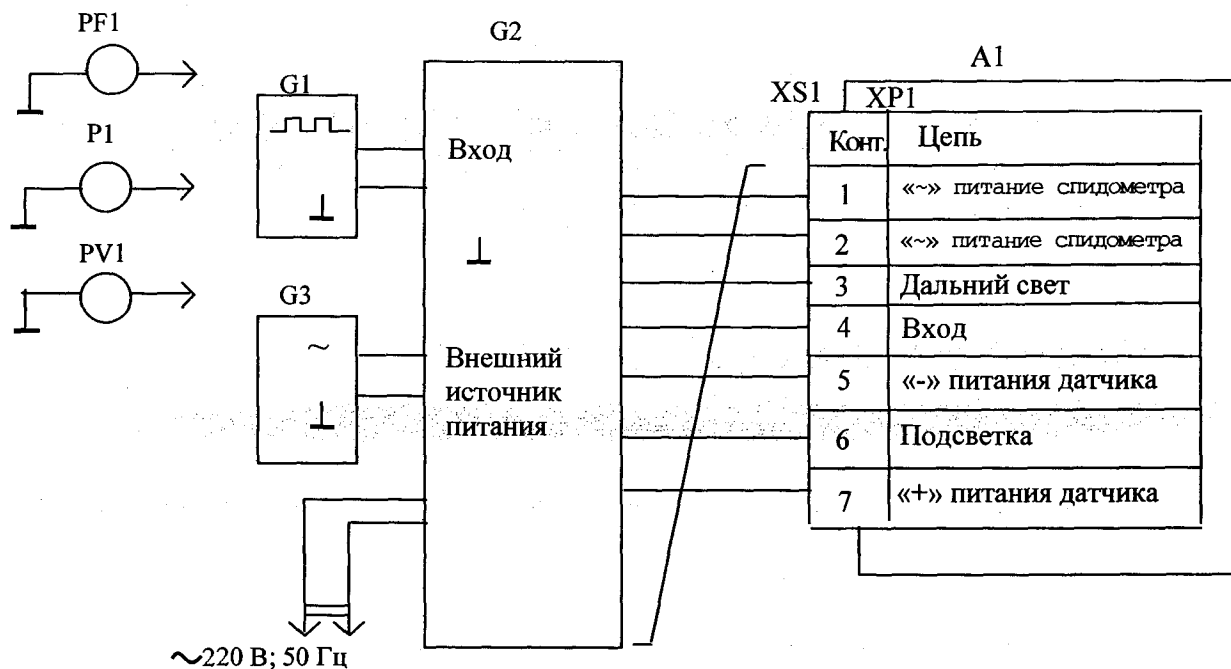 PF1
P1
PV1
G1
G3
G2
Вход
Внешний
источник
питания
~220 В; 50 Гц
A1
XS1
XP1
Конт. Цепь
1 «~» питание спидометра
2 «~» питание спидометра
3 Дальний свет
4 Вход
5 «-» питания датчика
6 Подсветка
7 «+» питания датчика